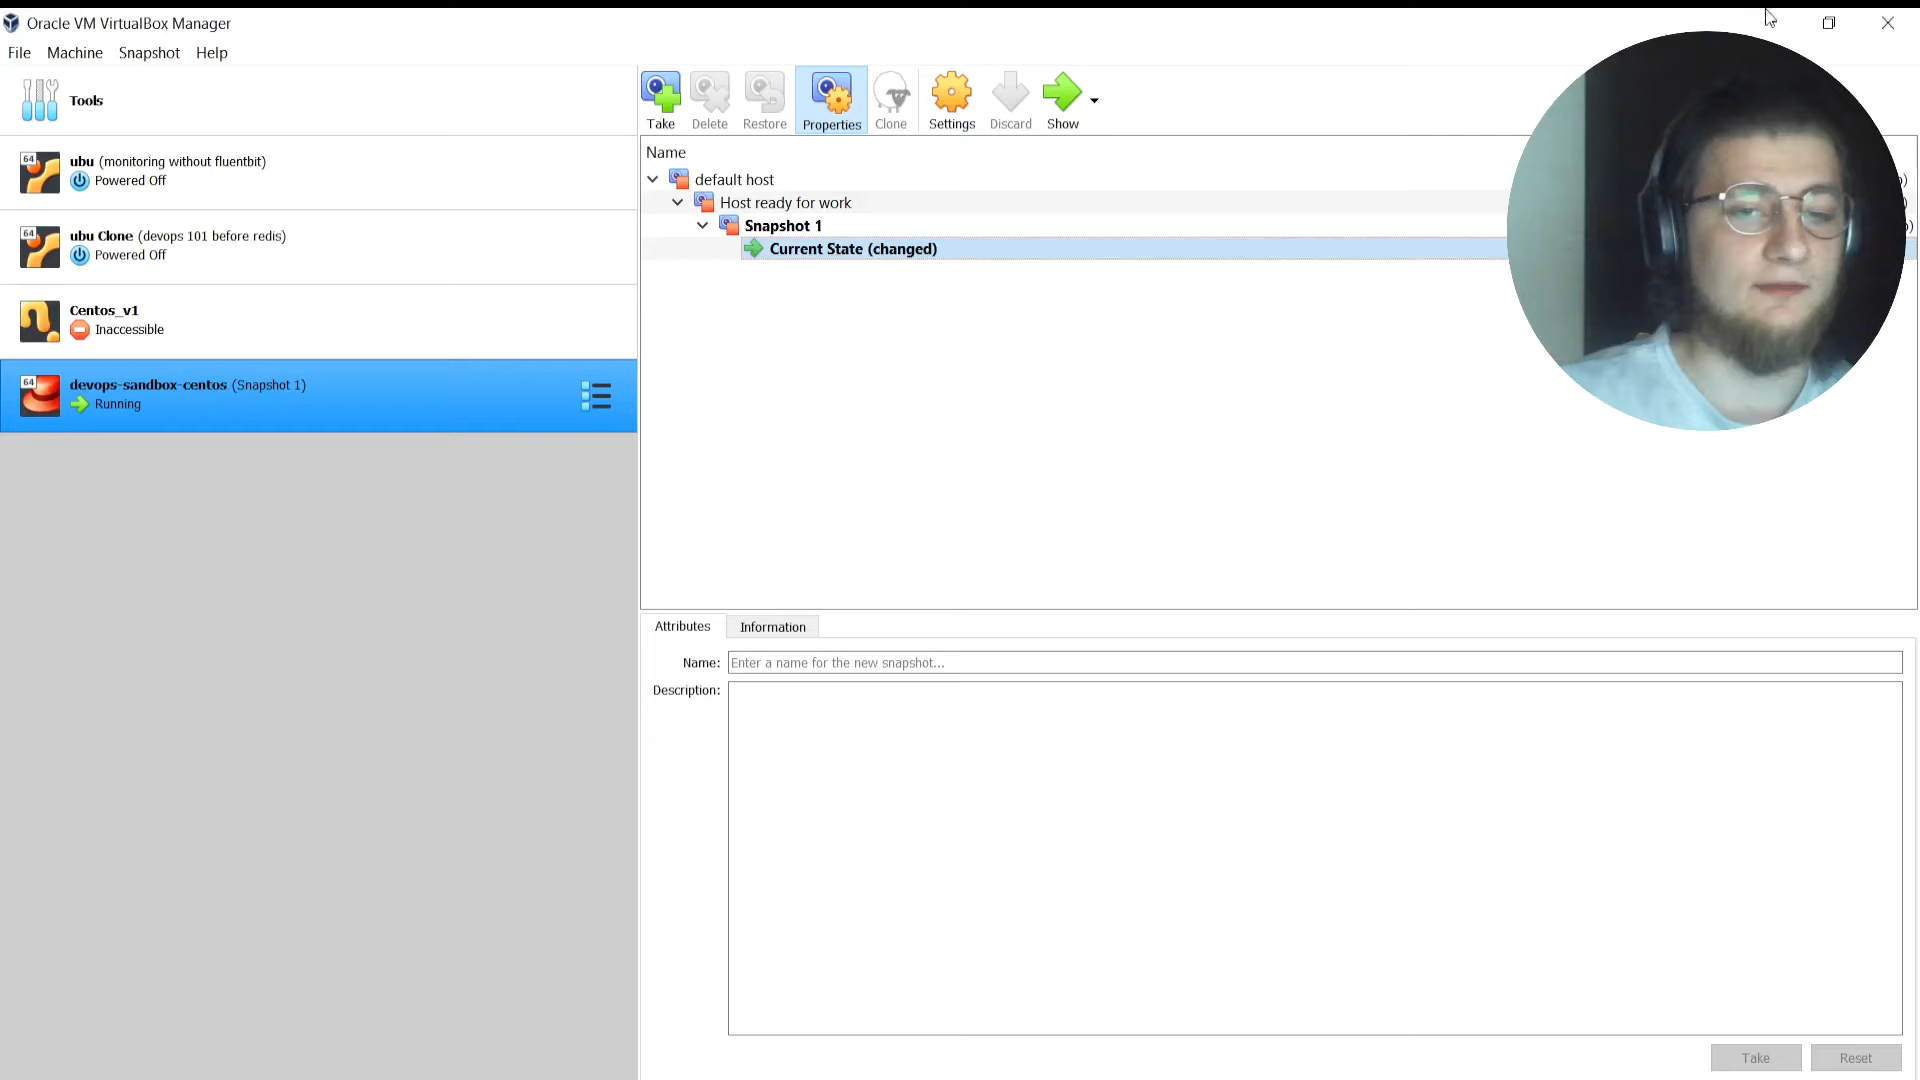 Oracle VM VirtualBox Manager
File Machine Snapshot Help
Tools
Take Delete Restore Properties Clone Settings Discard Show
64 ubu (monitoring without fluentbit)
Powered Off
64 ubu Clone (devops 101 before redis)
Powered Off
Centos_v1
Inaccessible
64 devops-sandbox-centos (Snapshot 1)
Running
Name
default host
Host ready for work
Snapshot 1
Current State (changed)
Attributes Information
Name: Enter a name for the new snapshot...
Description:
Take Reset